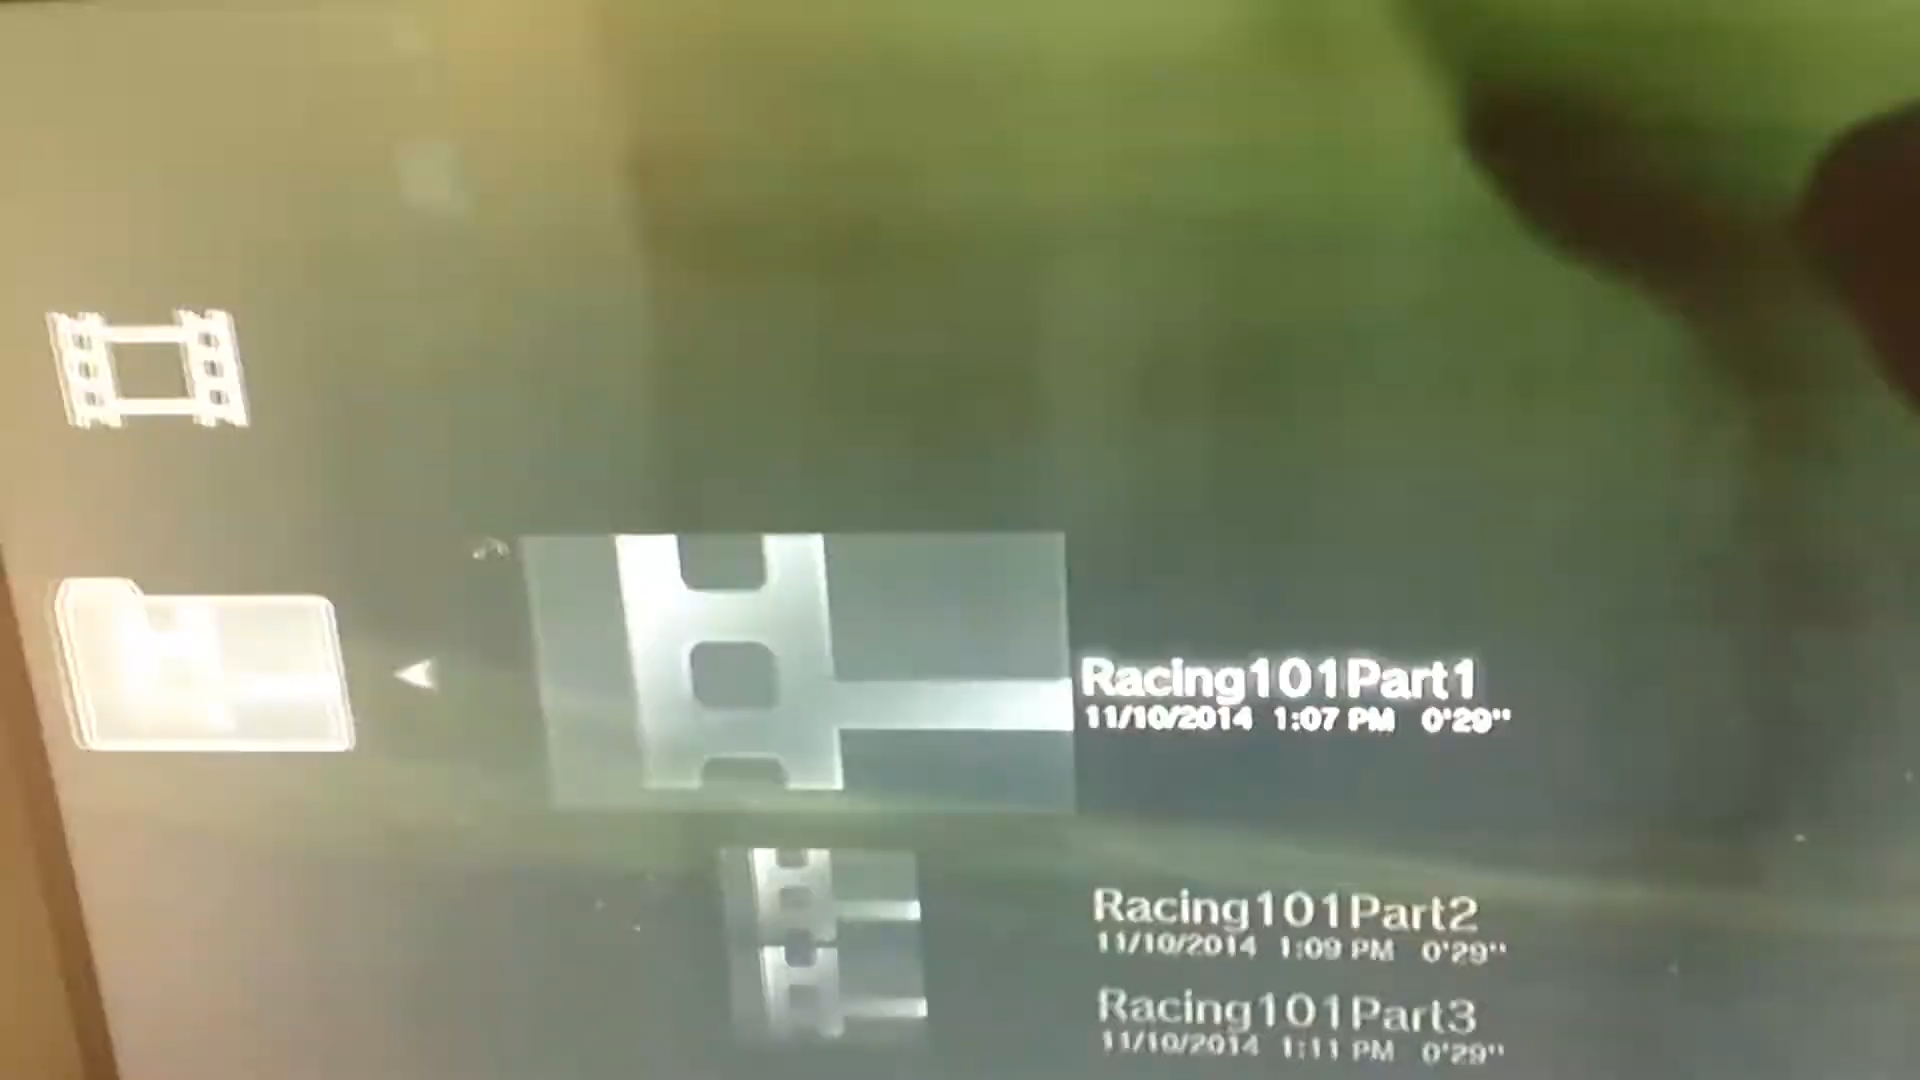 Racing101Part1
11/10/2014 1:07 PM 0'29''
Racing101Part2
11/10/2014 1:09 PM 0'29''
Racing101Part3
11/10/2014 1:11 PM 0'29''